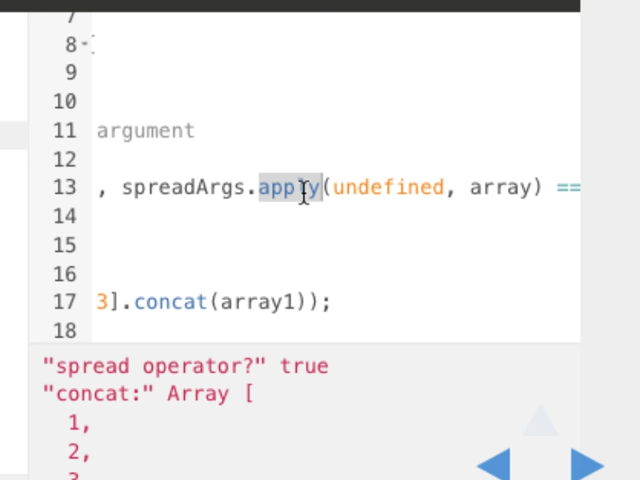 7
8
9
10
11 argument
12
13 , spreadArgs.apply(undefined, array) ==
14
15
16
17 3].concat(array1));
18
"spread operator?" true
"concat:" Array [
1,
2,
3